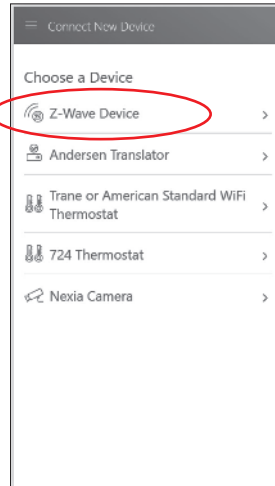 Connect New Device
Choose a Device
Z-Wave Device
Andersen Translator
Trane or American Standard WiFi
Thermostat
724 Thermostat
Nexia Camera